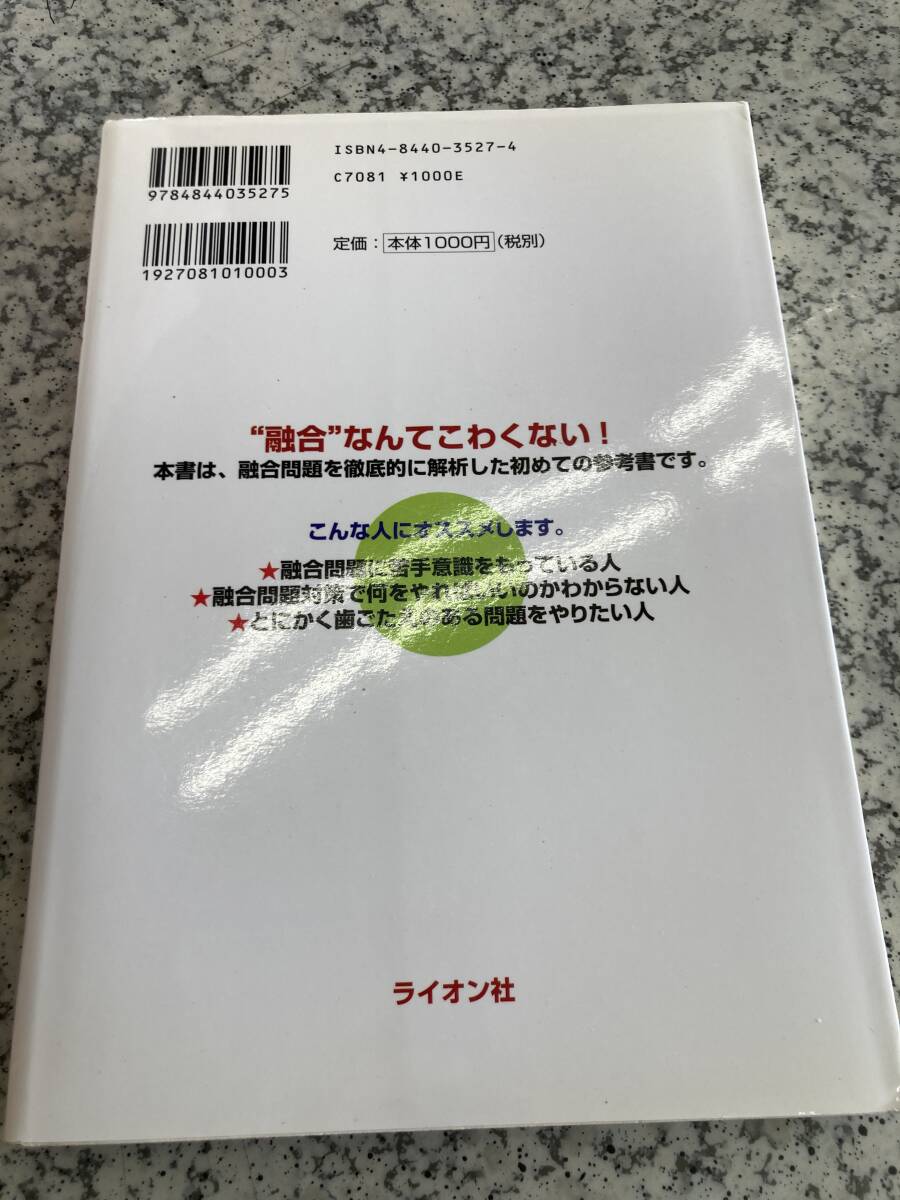 ISBN4-8440-3527-4
C7081 ¥1000E
9784844035275
定価：本体1000円（税別）
1927081010003
“融合”なんてこわくない！
本書は、融合問題を徹底的に解析した初めての参考書です。
こんな人にオススメします。
★融合問題に苦手意識をもっている人
★融合問題対策で何をやればいいのかわからない人
★とにかく歯ごたえのある問題をやりたい人
ライオン社